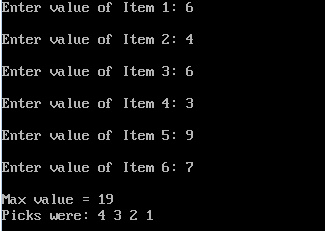 Enter value of Item 1: 6
Enter value of Item 2: 4
Enter value of Item 3: 6
Enter value of Item 4: 3
Enter value of Item 5: 9
Enter value of Item 6: 7
Max value = 19
Picks were: 4 3 2 1